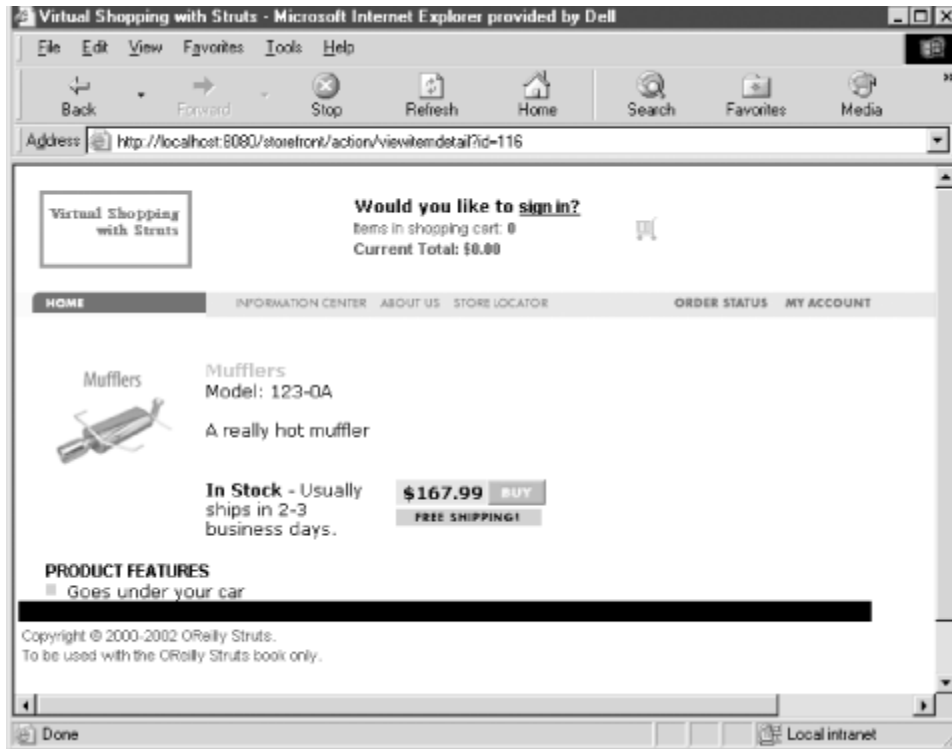 Virtual Shopping with Struts - Microsoft Internet Explorer provided by Dell
File Edit View Favorites Tools Help
Back Forward Stop Refresh Home Search Favorites Media
Address http://localhost:8080/storefront/action/viewitemdetail?id=116
Virtual Shopping
with Struts
Would you like to sign in?
Items in shopping cart: 0
Current Total: $0.00
HOME INFORMATION CENTER ABOUT US STORE LOCATOR ORDER STATUS MY ACCOUNT
Mufflers
Mufflers
Model: 123-0A
A really hot muffler
In Stock - Usually
ships in 2-3
business days.
$167.99 BUY
FREE SHIPPING!
PRODUCT FEATURES
Goes under your car
Copyright © 2000-2002 OReilly Struts.
To be used with the OReilly Struts book only.
Done Local intranet